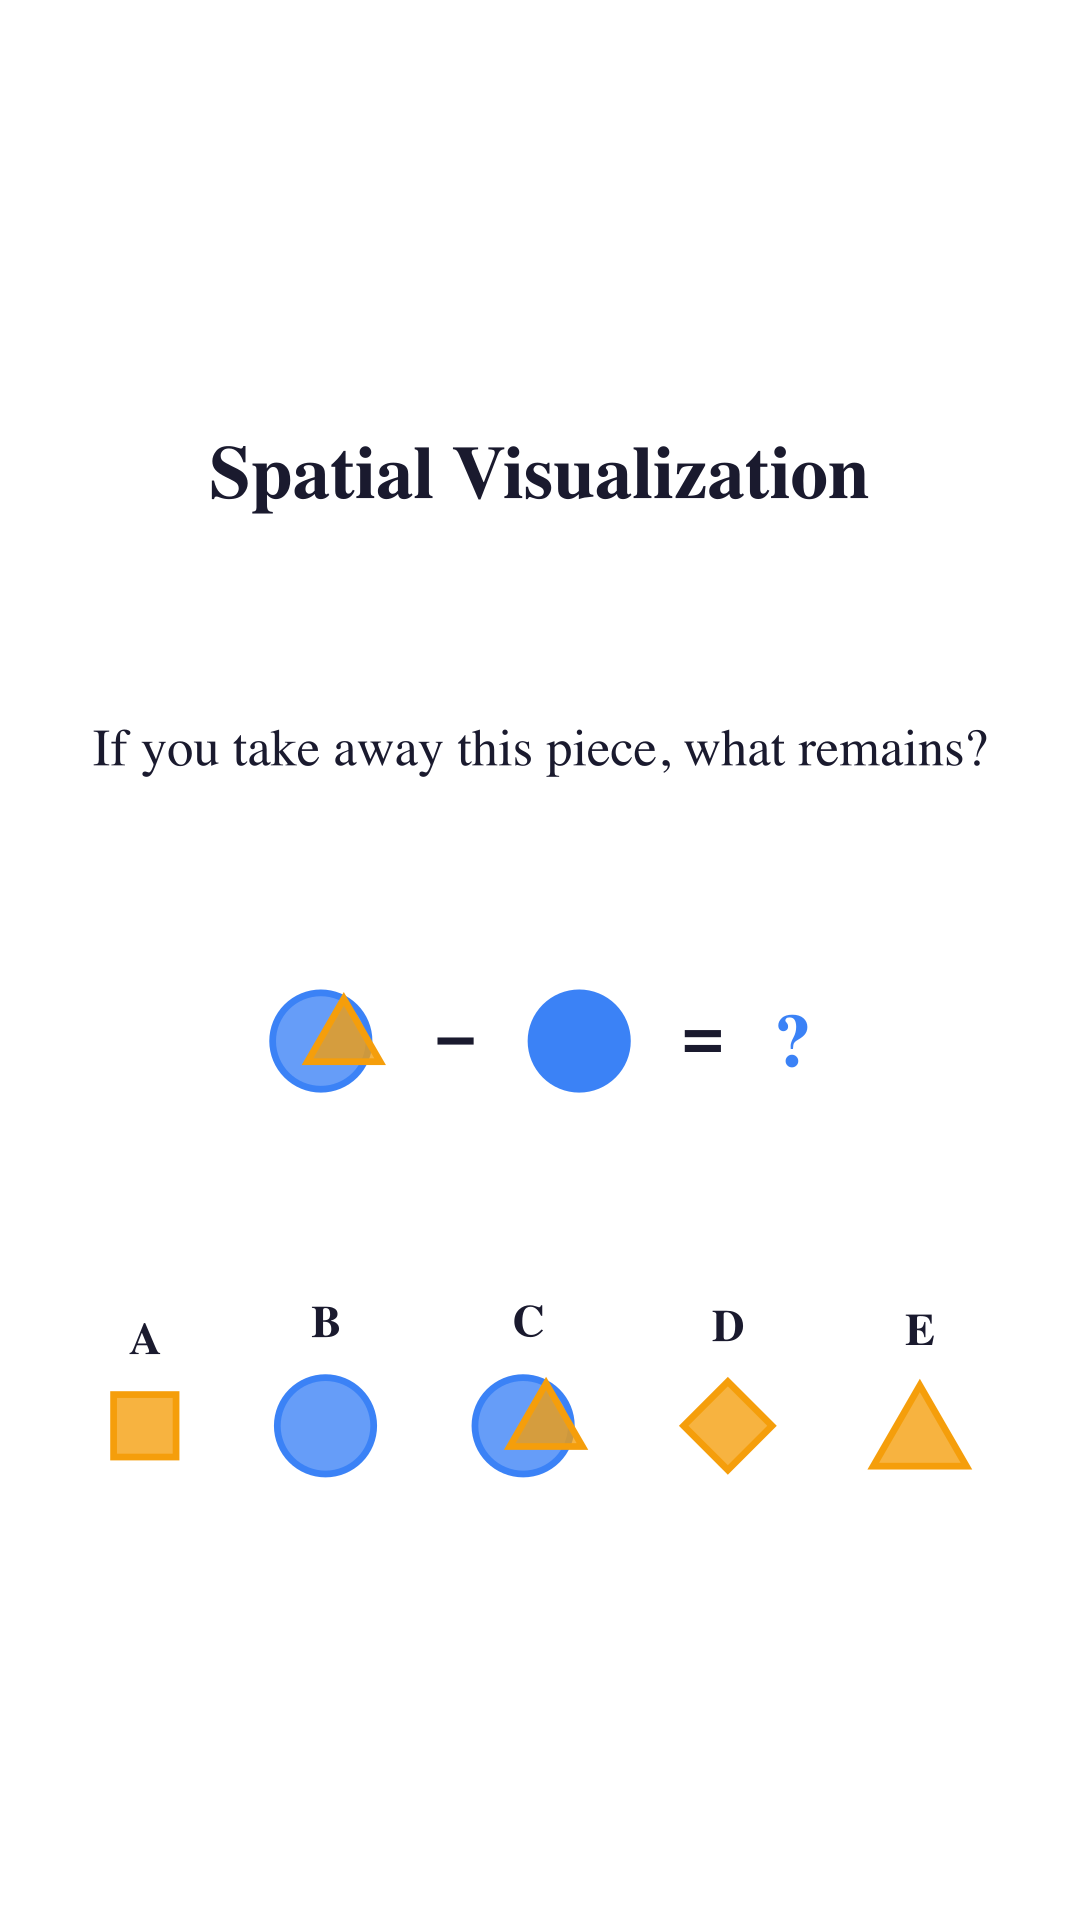 Spatial Visualization
If you take away this piece, what remains?
− = ?
A B C D E